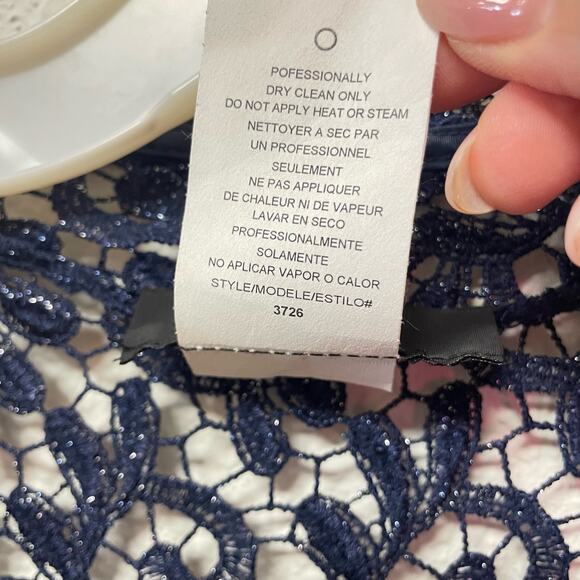 POFESSIONALLY
DRY CLEAN ONLY
DO NOT APPLY HEAT OR STEAM
NETTOYER A SEC PAR
UN PROFESSIONNEL
SEULEMENT
NE PAS APPLIQUER
DE CHALEUR NI DE VAPEUR
LAVAR EN SECO
PROFESSIONALMENTE
SOLAMENTE
NO APLICAR VAPOR O CALOR
STYLE/MODELE/ESTILO#
3726